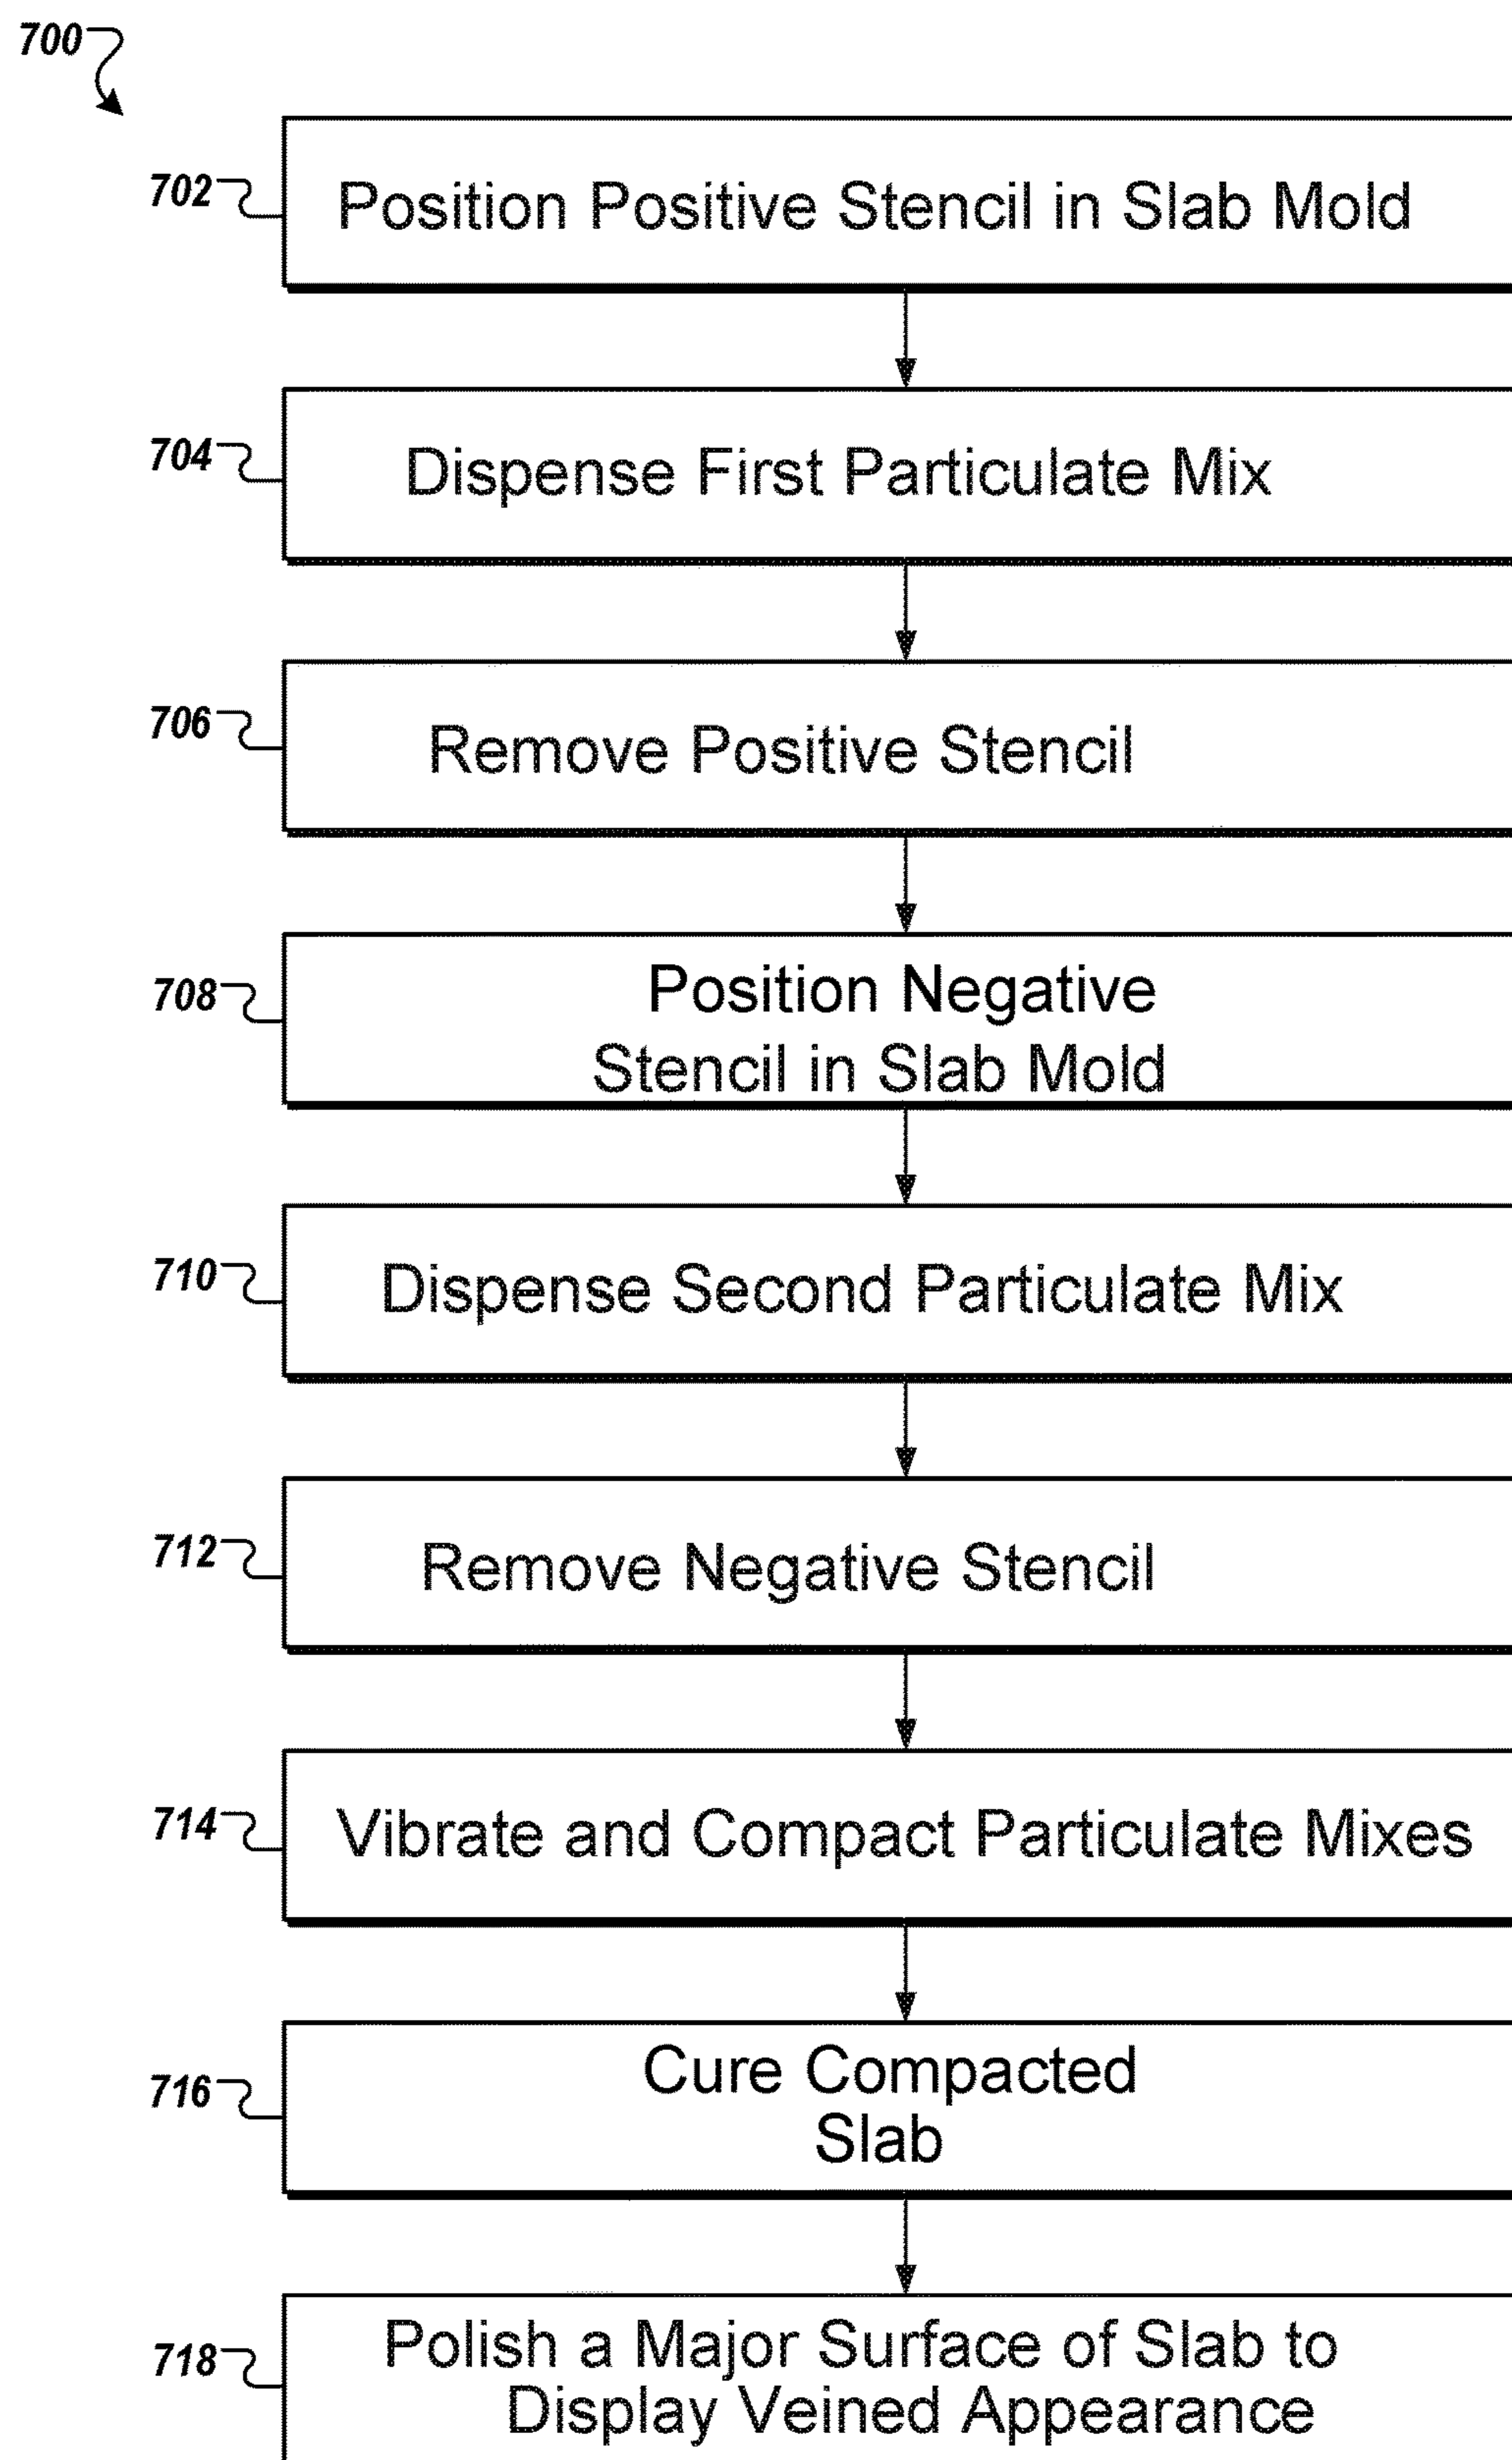 700
702
Position Positive Stencil in Slab Mold
704
Dispense First Particulate Mix
706
Remove Positive Stencil
708
Position Negative
Stencil in Slab Mold
710
Dispense Second Particulate Mix
712
Remove Negative Stencil
714
Vibrate and Compact Particulate Mixes
716
Cure Compacted
Slab
718
Polish a Major Surface of Slab to
Display Veined Appearance